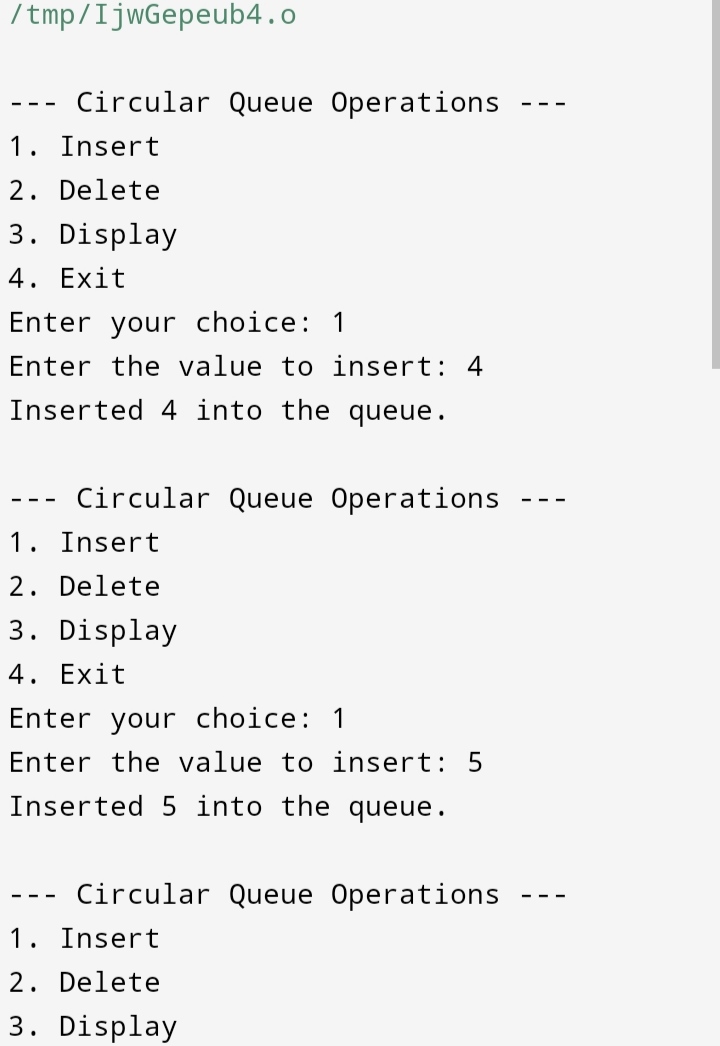 /tmp/IjwGepeub4.o
--- Circular Queue Operations ---
1. Insert
2. Delete
3. Display
4. Exit
Enter your choice: 1
Enter the value to insert: 4
Inserted 4 into the queue.
--- Circular Queue Operations ---
1. Insert
2. Delete
3. Display
4. Exit
Enter your choice: 1
Enter the value to insert: 5
Inserted 5 into the queue.
--- Circular Queue Operations ---
1. Insert
2. Delete
3. Display